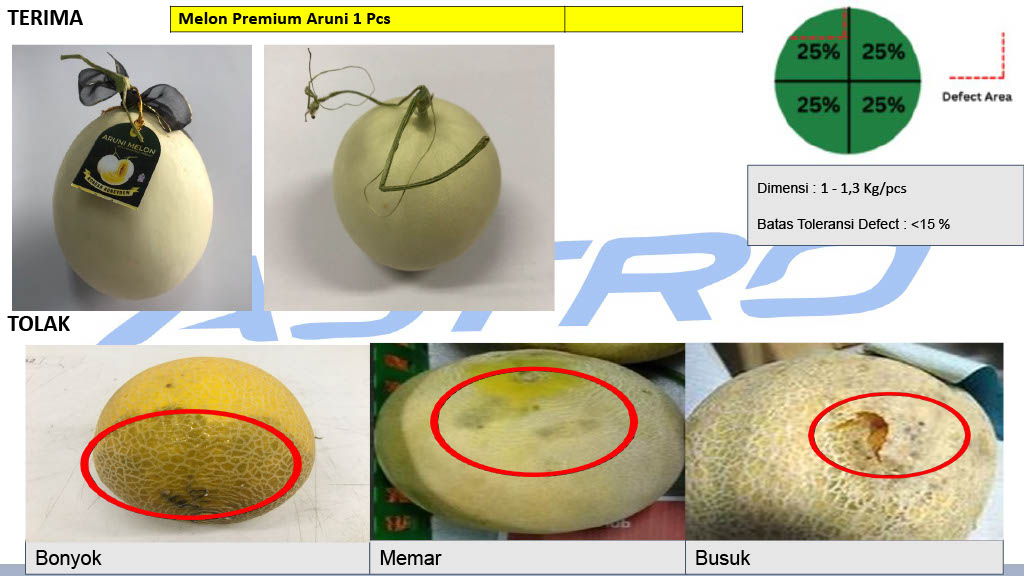 TERIMA
Melon Premium Aruni 1 Pcs
25% 25%
25% 25%
Defect Area
ARUNI MELON
Dimensi : 1 - 1,3 Kg/pcs
Batas Toleransi Defect : <15 %
ASTRO
TOLAK
Bonyok
Memar
Busuk